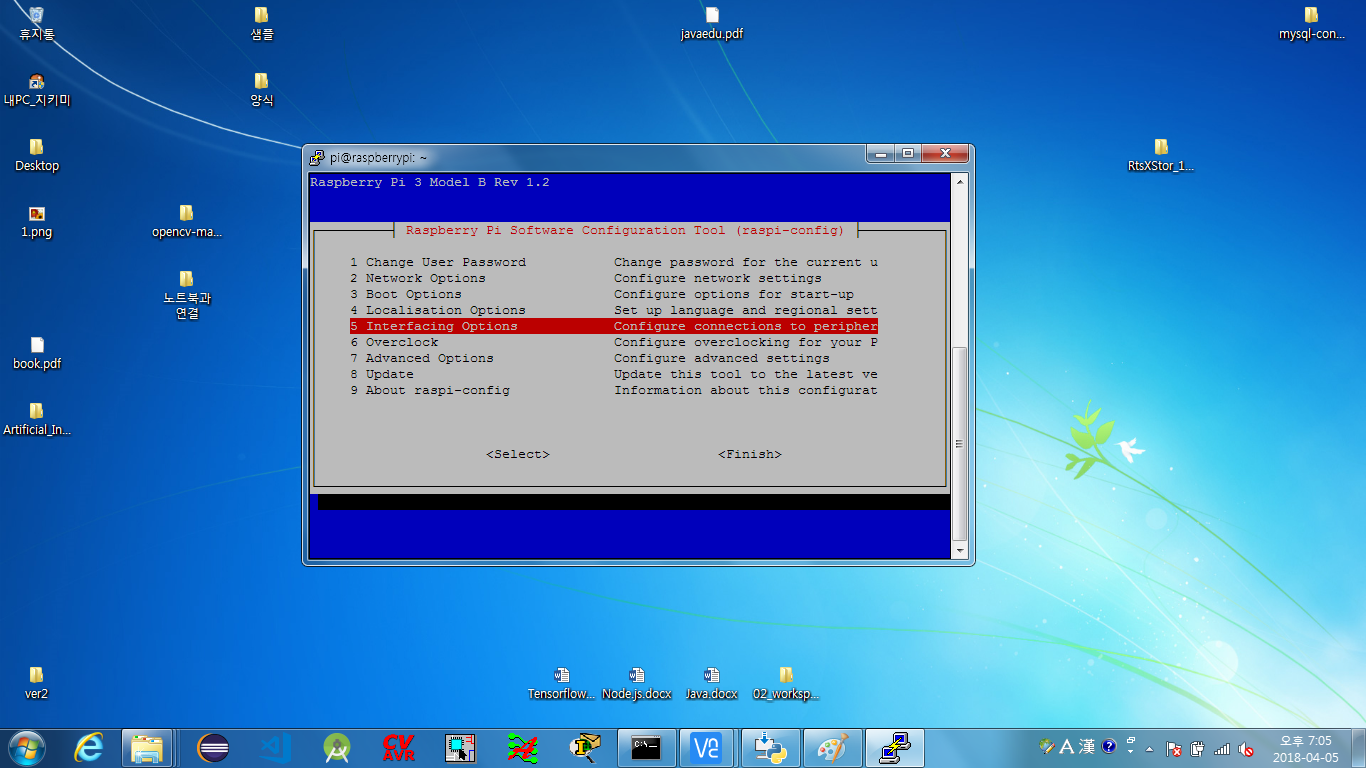 휴지통
샘플
javaedu.pdf
mysql-con...
내PC_지키미
양식
Desktop
RtsXStor_1...
1.png
opencv-ma...
노트북과
연결
book.pdf
Artificial_In...
pi@raspberrypi: ~
Raspberry Pi 3 Model B Rev 1.2
Raspberry Pi Software Configuration Tool (raspi-config)
1 Change User Password Change password for the current u
2 Network Options Configure network settings
3 Boot Options Configure options for start-up
4 Localisation Options Set up language and regional sett
5 Interfacing Options Configure connections to peripher
6 Overclock Configure overclocking for your P
7 Advanced Options Configure advanced settings
8 Update Update this tool to the latest ve
9 About raspi-config Information about this configurat
<Select> <Finish>
ver2
Tensorflow...
Node.js.docx
Java.docx
02_worksp...
CV
AVR
C:\
A 漢
오후 7:05
2018-04-05